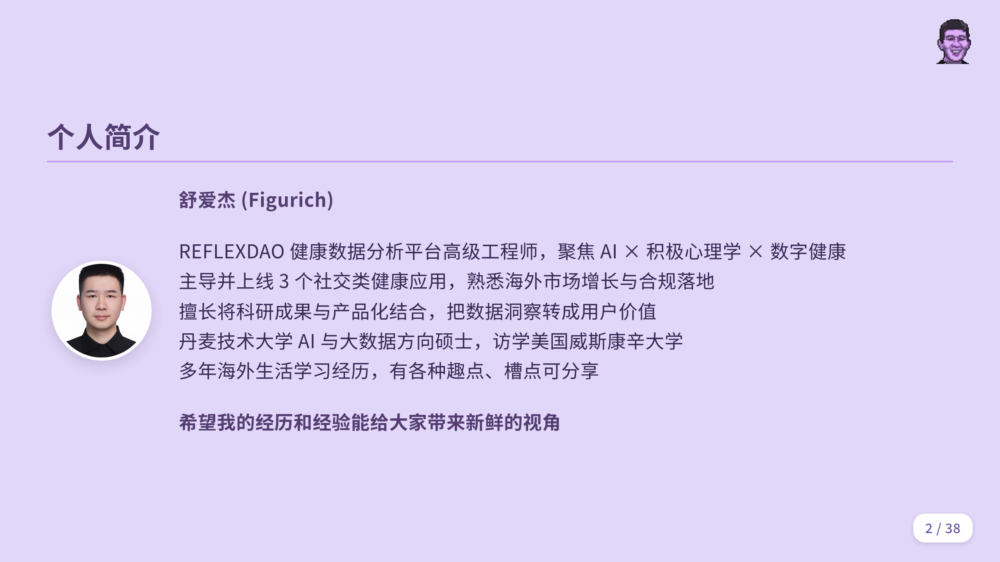 个人简介
舒爱杰 (Figurich)
REFLEXDAO 健康数据分析平台高级工程师，聚焦 AI × 积极心理学 × 数字健康
主导并上线 3 个社交类健康应用，熟悉海外市场增长与合规落地
擅长将科研成果与产品化结合，把数据洞察转成用户价值
丹麦技术大学 AI 与大数据方向硕士，访学美国威斯康辛大学
多年海外生活学习经历，有各种趣点、槽点可分享
希望我的经历和经验能给大家带来新鲜的视角
2 / 38